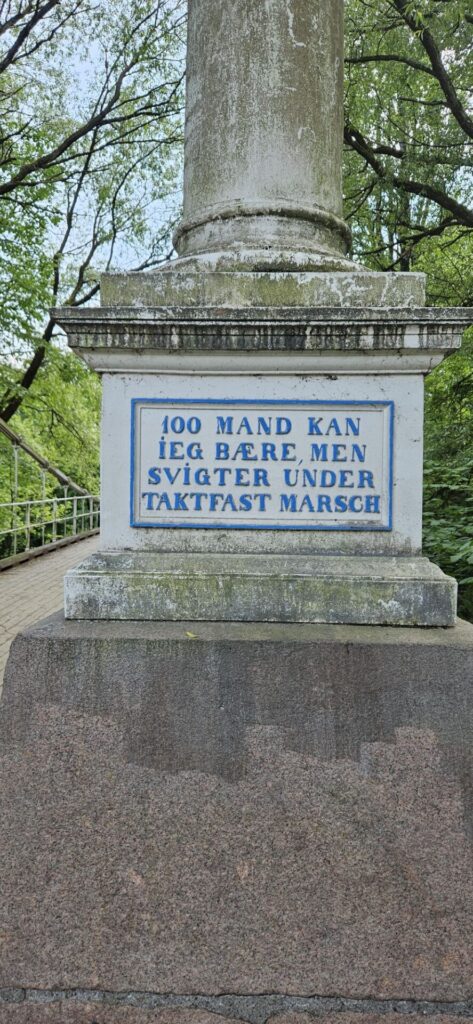 100 MAND KAN
IEG BÆRE, MEN
SVIGTER UNDER
TAKTFAST MARSCH